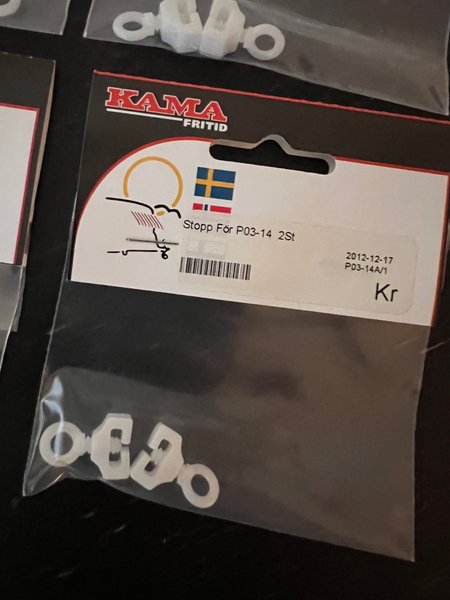 KAMA
FRITID
Stopp För P03-14 2St
2012-12-17
P03-14A/1
Kr